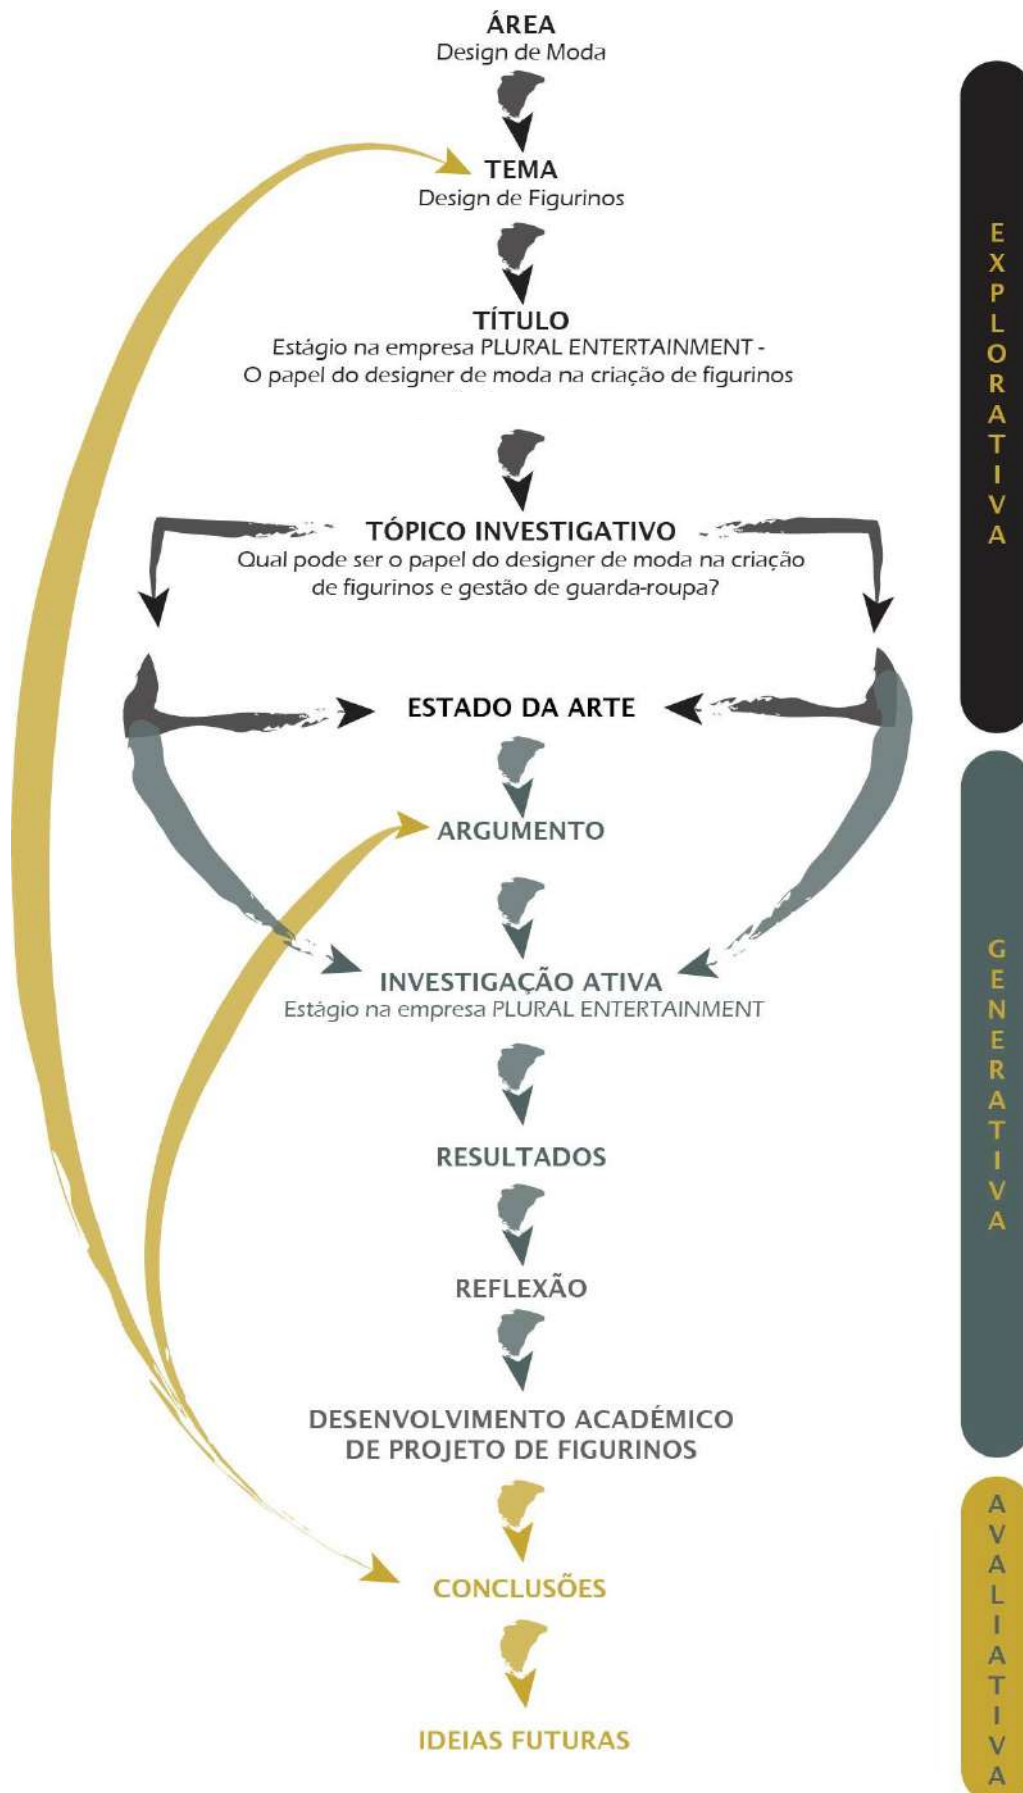 ÁREA
Design de Moda
TEMA
Design de Figurinos
TÍTULO
Estágio na empresa PLURAL ENTERTAINMENT -
O papel do designer de moda na criação de figurinos
TÓPICO INVESTIGATIVO
Qual pode ser o papel do designer de moda na criação
de figurinos e gestão de guarda-roupa?
ESTADO DA ARTE
ARGUMENTO
INVESTIGAÇÃO ATIVA
Estágio na empresa PLURAL ENTERTAINMENT
RESULTADOS
REFLEXÃO
DESENVOLVIMENTO ACADÉMICO
DE PROJETO DE FIGURINOS
CONCLUSÕES
IDEIAS FUTURAS
EXPLORATIVA
GENERATIVA
AVALIATIVA